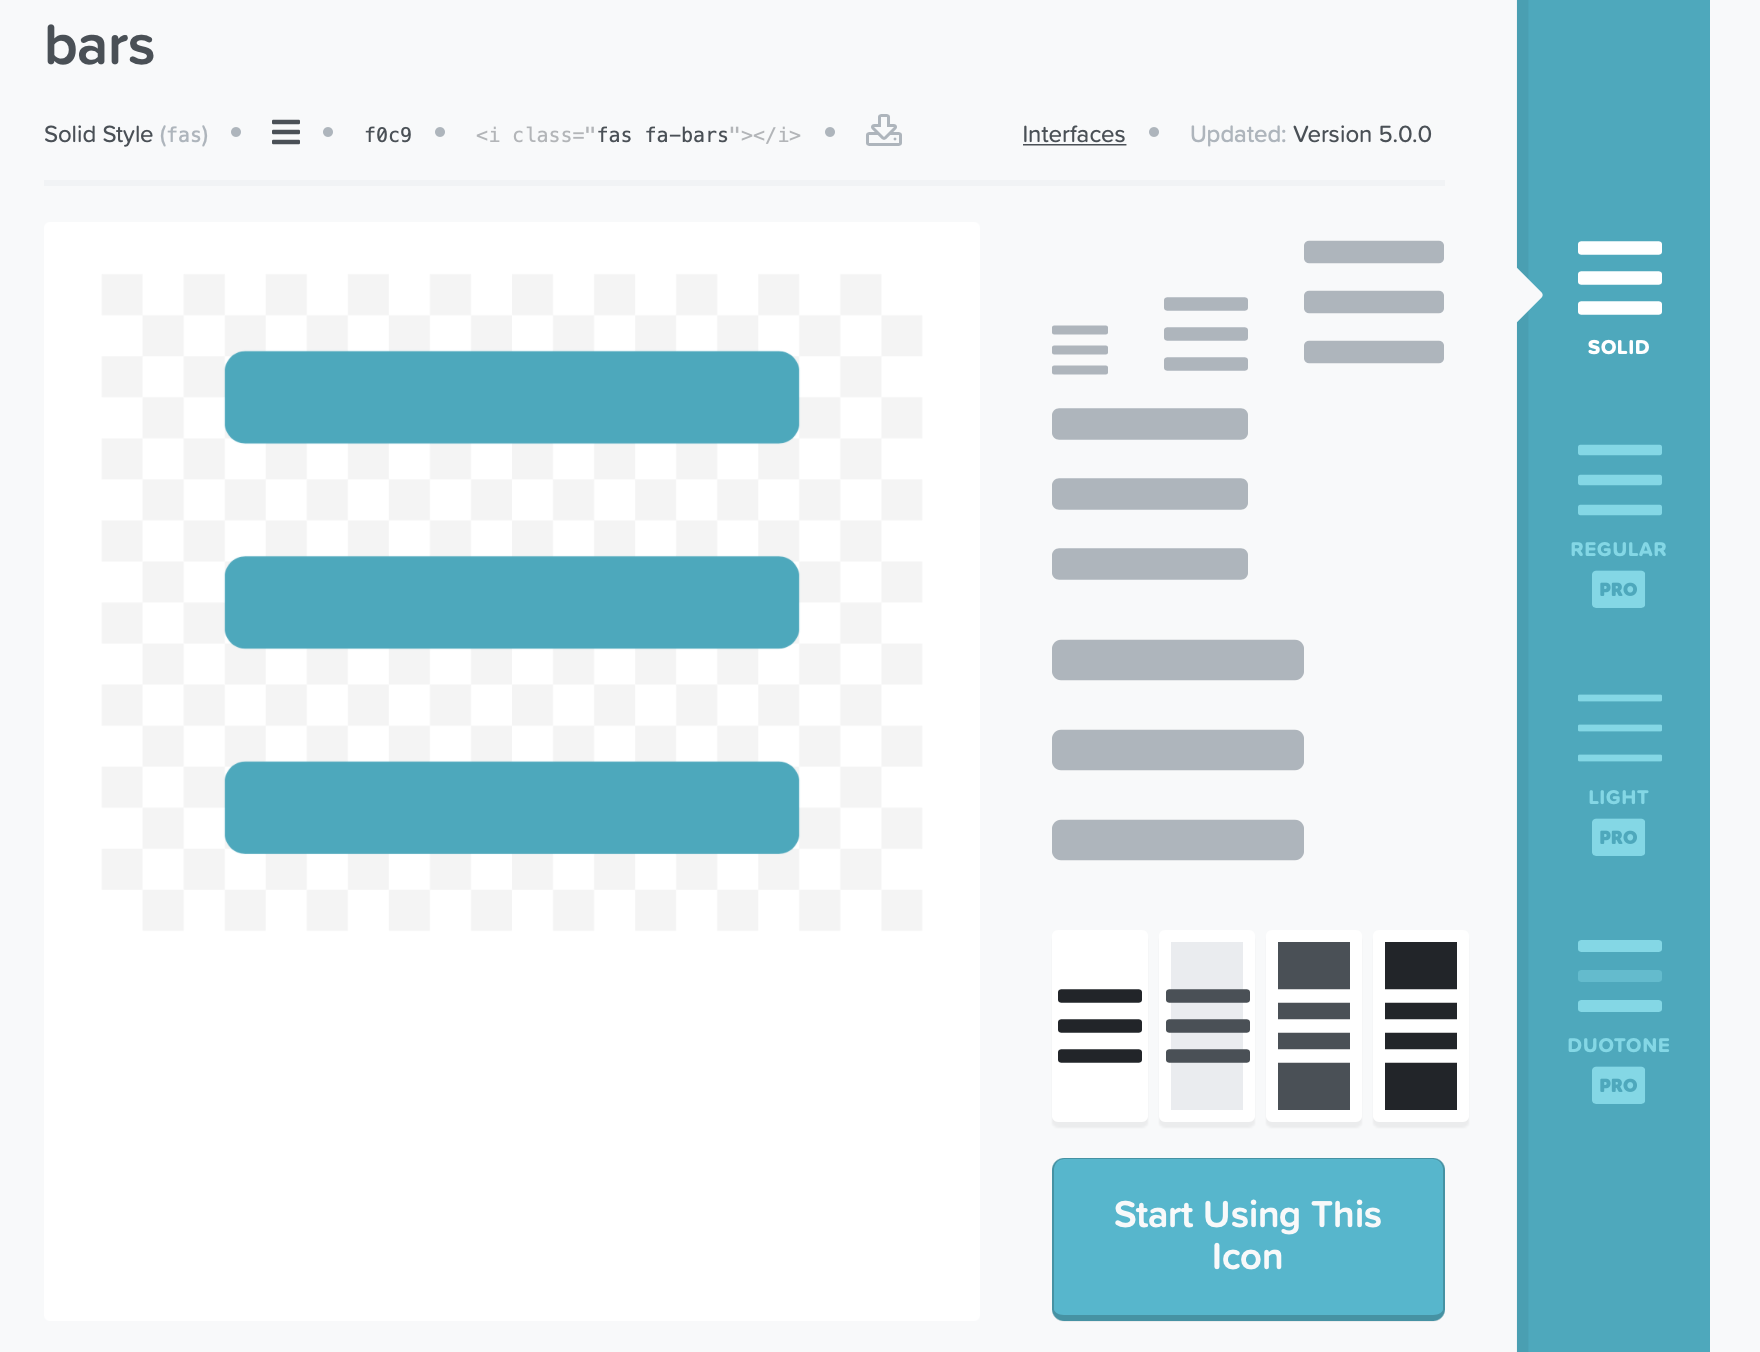 bars
Solid Style (fas) f0c9 <i class="fas fa-bars"></i> Interfaces Updated: Version 5.0.0
SOLID
REGULAR
PRO
LIGHT
PRO
DUOTONE
PRO
Start Using This
Icon